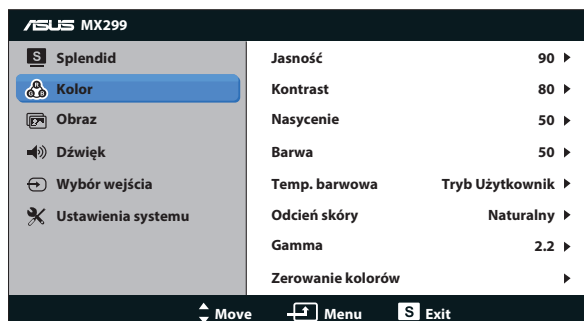 ASUS MX299
S Splendid
Kolor
Obraz
Dźwięk
Wybór wejścia
Ustawienia systemu
Jasność 90
Kontrast 80
Nasycenie 50
Barwa 50
Temp. barwowa Tryb Użytkownik
Odcień skóry Naturalny
Gamma 2.2
Zerowanie kolorów
Move Menu S Exit